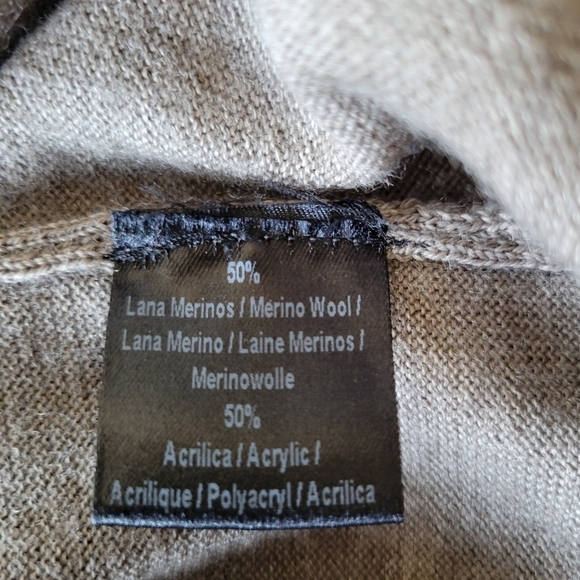 50%
Lana Merinos / Merino Wool /
Lana Merino / Laine Merinos /
Merinowolle
50%
Acrilica / Acrylic /
Acrilique / Polyacryl / Acrilica